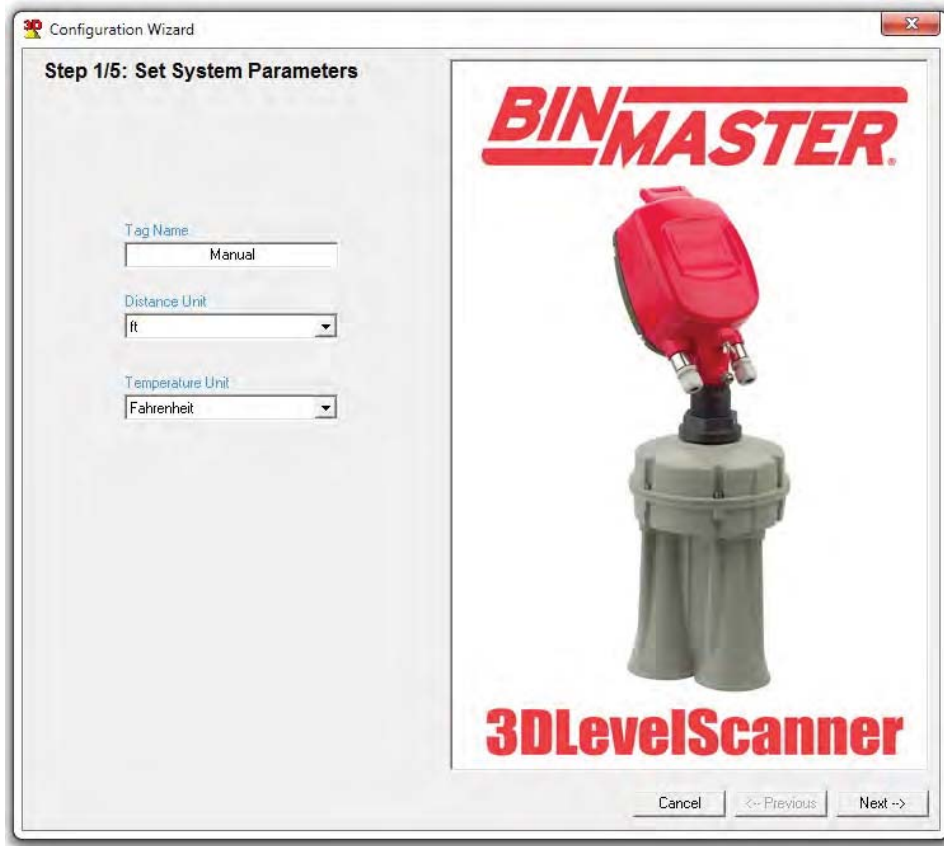 3D
Configuration Wizard
Step 1/5: Set System Parameters
BINMASTER®
Tag Name
Manual
Distance Unit
ft
Temperature Unit
Fahrenheit
3DLevelScanner
Cancel
<-- Previous
Next -->